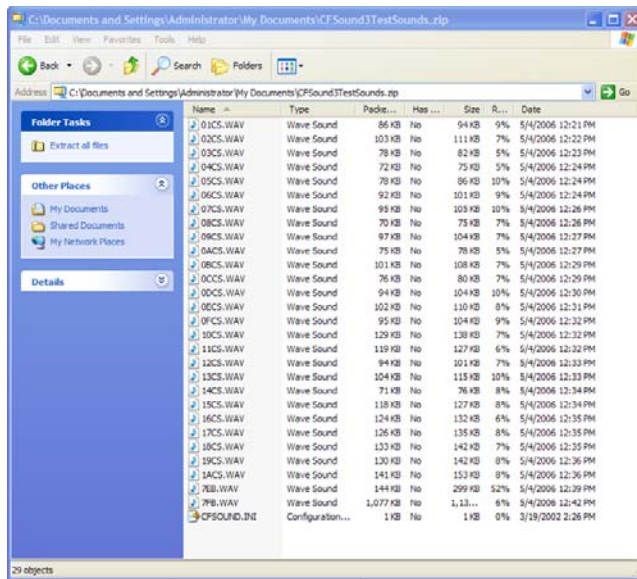 C:\Documents and Settings\Administrator\My Documents\CFSound3TestSounds.zip
File Edit View Favorites Tools Help
Back Search Folders
Address C:\Documents and Settings\Administrator\My Documents\CFSound3TestSounds.zip Go
Folder Tasks
Extract all files
Other Places
My Documents
Shared Documents
My Network Places
Details
Name Type Packe... Has ... Size R... Date
01CS.WAV Wave Sound 86 KB No 94 KB 9% 5/4/2006 12:21 PM
02CS.WAV Wave Sound 103 KB No 111 KB 7% 5/4/2006 12:22 PM
03CS.WAV Wave Sound 78 KB No 82 KB 5% 5/4/2006 12:23 PM
04CS.WAV Wave Sound 72 KB No 75 KB 5% 5/4/2006 12:24 PM
05CS.WAV Wave Sound 78 KB No 86 KB 10% 5/4/2006 12:24 PM
06CS.WAV Wave Sound 92 KB No 101 KB 9% 5/4/2006 12:24 PM
07CS.WAV Wave Sound 95 KB No 105 KB 10% 5/4/2006 12:26 PM
08CS.WAV Wave Sound 70 KB No 75 KB 7% 5/4/2006 12:26 PM
09CS.WAV Wave Sound 97 KB No 104 KB 7% 5/4/2006 12:27 PM
0ACS.WAV Wave Sound 75 KB No 78 KB 5% 5/4/2006 12:27 PM
0BCS.WAV Wave Sound 101 KB No 108 KB 7% 5/4/2006 12:29 PM
0CCS.WAV Wave Sound 76 KB No 80 KB 7% 5/4/2006 12:29 PM
0DCS.WAV Wave Sound 94 KB No 104 KB 10% 5/4/2006 12:30 PM
0ECS.WAV Wave Sound 102 KB No 110 KB 8% 5/4/2006 12:31 PM
0FCS.WAV Wave Sound 95 KB No 104 KB 9% 5/4/2006 12:32 PM
10CS.WAV Wave Sound 129 KB No 138 KB 7% 5/4/2006 12:32 PM
11CS.WAV Wave Sound 119 KB No 127 KB 6% 5/4/2006 12:32 PM
12CS.WAV Wave Sound 94 KB No 101 KB 7% 5/4/2006 12:33 PM
13CS.WAV Wave Sound 104 KB No 115 KB 10% 5/4/2006 12:33 PM
14CS.WAV Wave Sound 71 KB No 76 KB 8% 5/4/2006 12:34 PM
15CS.WAV Wave Sound 118 KB No 127 KB 8% 5/4/2006 12:34 PM
16CS.WAV Wave Sound 124 KB No 132 KB 6% 5/4/2006 12:35 PM
17CS.WAV Wave Sound 126 KB No 135 KB 8% 5/4/2006 12:35 PM
18CS.WAV Wave Sound 133 KB No 142 KB 7% 5/4/2006 12:35 PM
19CS.WAV Wave Sound 130 KB No 142 KB 8% 5/4/2006 12:36 PM
1ACS.WAV Wave Sound 141 KB No 153 KB 8% 5/4/2006 12:36 PM
7EB.WAV Wave Sound 144 KB No 299 KB 52% 5/4/2006 12:39 PM
7FB.WAV Wave Sound 1,077 KB No 1,13... 6% 5/4/2006 12:42 PM
CFSOUND.INI Configuration... 1 KB No 1 KB 0% 3/19/2002 2:26 PM
29 objects